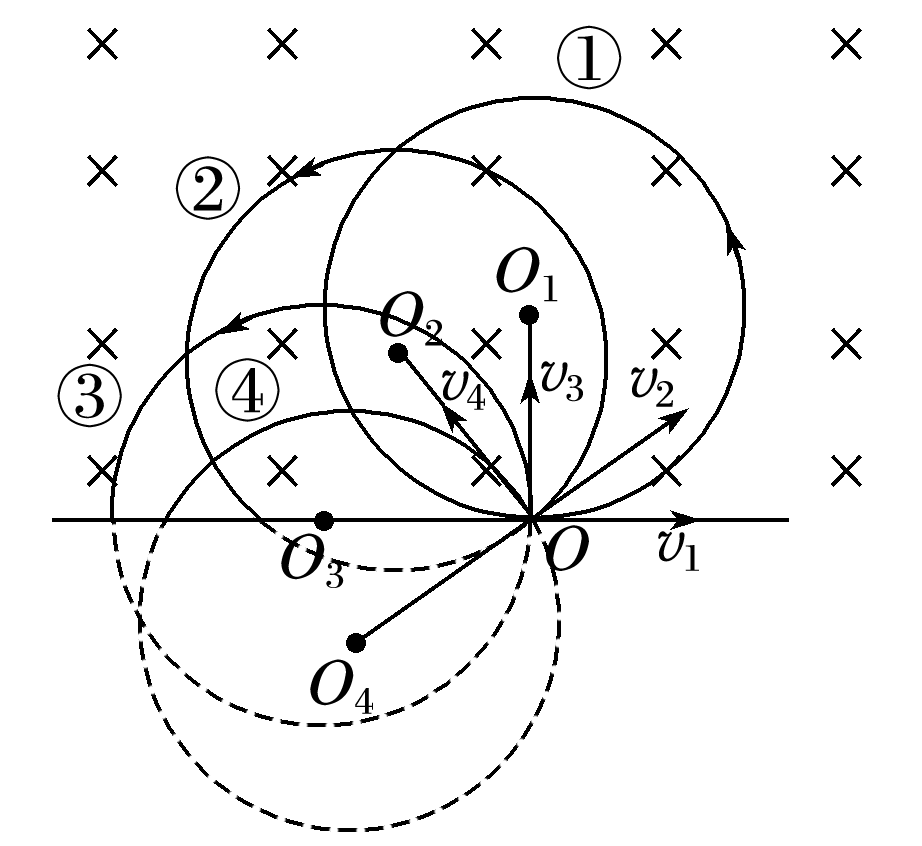 ①
②
O₁
O₂
③
④
v₄
v₃
v₂
O₃
O
v₁
O₄